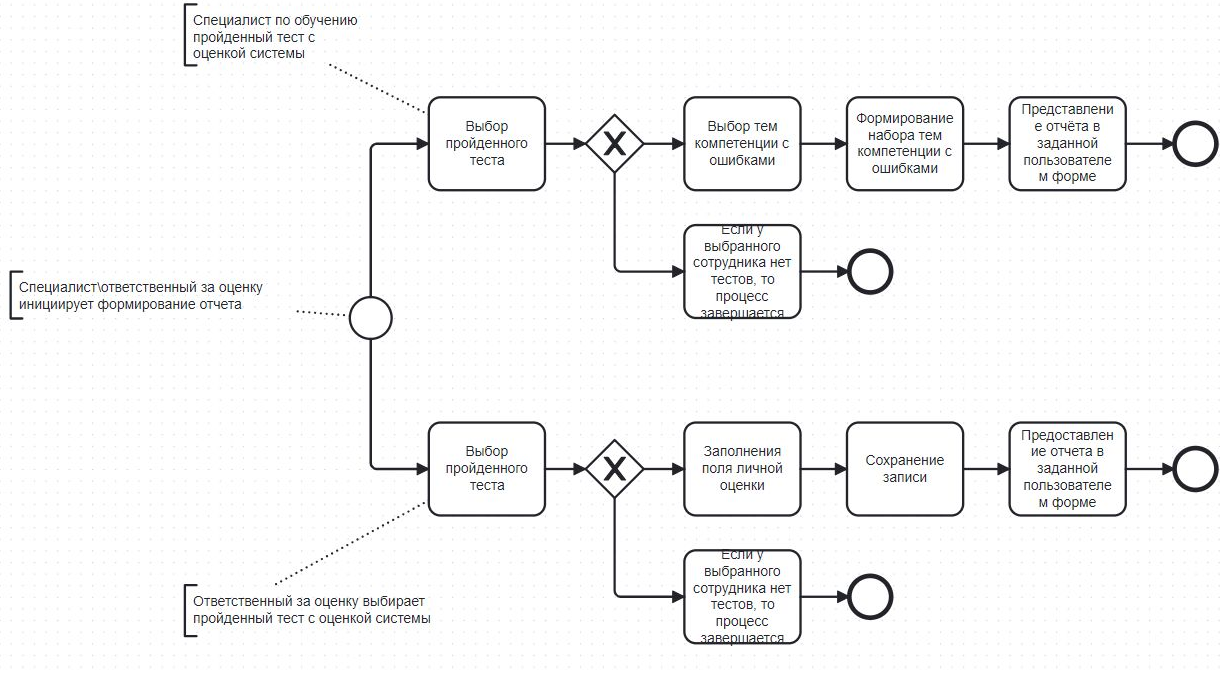 Специалист по обучению
пройденный тест с
оценкой системы
Выбор
пройденного
теста
Выбор тем
компетенции с
ошибками
Формирование
набора тем
компетенции с
ошибками
Представлени
е отчёта в
заданной
пользователе
м форме
Если у
выбранного
сотрудника нет
тестов, то
процесс
завершается
Специалист\ответственный за оценку
инициирует формирование отчета
Выбор
пройденного
теста
Заполнения
поля личной
оценки
Сохранение
записи
Предоставлен
ие отчета в
заданной
пользователе
м форме
Если у
выбранного
сотрудника нет
тестов, то
процесс
завершается
Ответственный за оценку выбирает
пройденный тест с оценкой системы